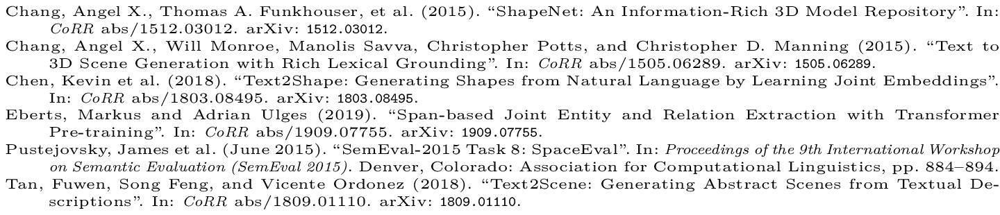 Chang, Angel X., Thomas A. Funkhouser, et al. (2015). “ShapeNet: An Information-Rich 3D Model Repository”. In:
CoRR abs/1512.03012. arXiv: 1512.03012.
Chang, Angel X., Will Monroe, Manolis Savva, Christopher Potts, and Christopher D. Manning (2015). “Text to
3D Scene Generation with Rich Lexical Grounding”. In: CoRR abs/1505.06289. arXiv: 1505.06289.
Chen, Kevin et al. (2018). “Text2Shape: Generating Shapes from Natural Language by Learning Joint Embeddings”.
In: CoRR abs/1803.08495. arXiv: 1803.08495.
Eberts, Markus and Adrian Ulges (2019). “Span-based Joint Entity and Relation Extraction with Transformer
Pre-training”. In: CoRR abs/1909.07755. arXiv: 1909.07755.
Pustejovsky, James et al. (June 2015). “SemEval-2015 Task 8: SpaceEval”. In: Proceedings of the 9th International Workshop
on Semantic Evaluation (SemEval 2015). Denver, Colorado: Association for Computational Linguistics, pp. 884–894.
Tan, Fuwen, Song Feng, and Vicente Ordonez (2018). “Text2Scene: Generating Abstract Scenes from Textual De-
scriptions”. In: CoRR abs/1809.01110. arXiv: 1809.01110.